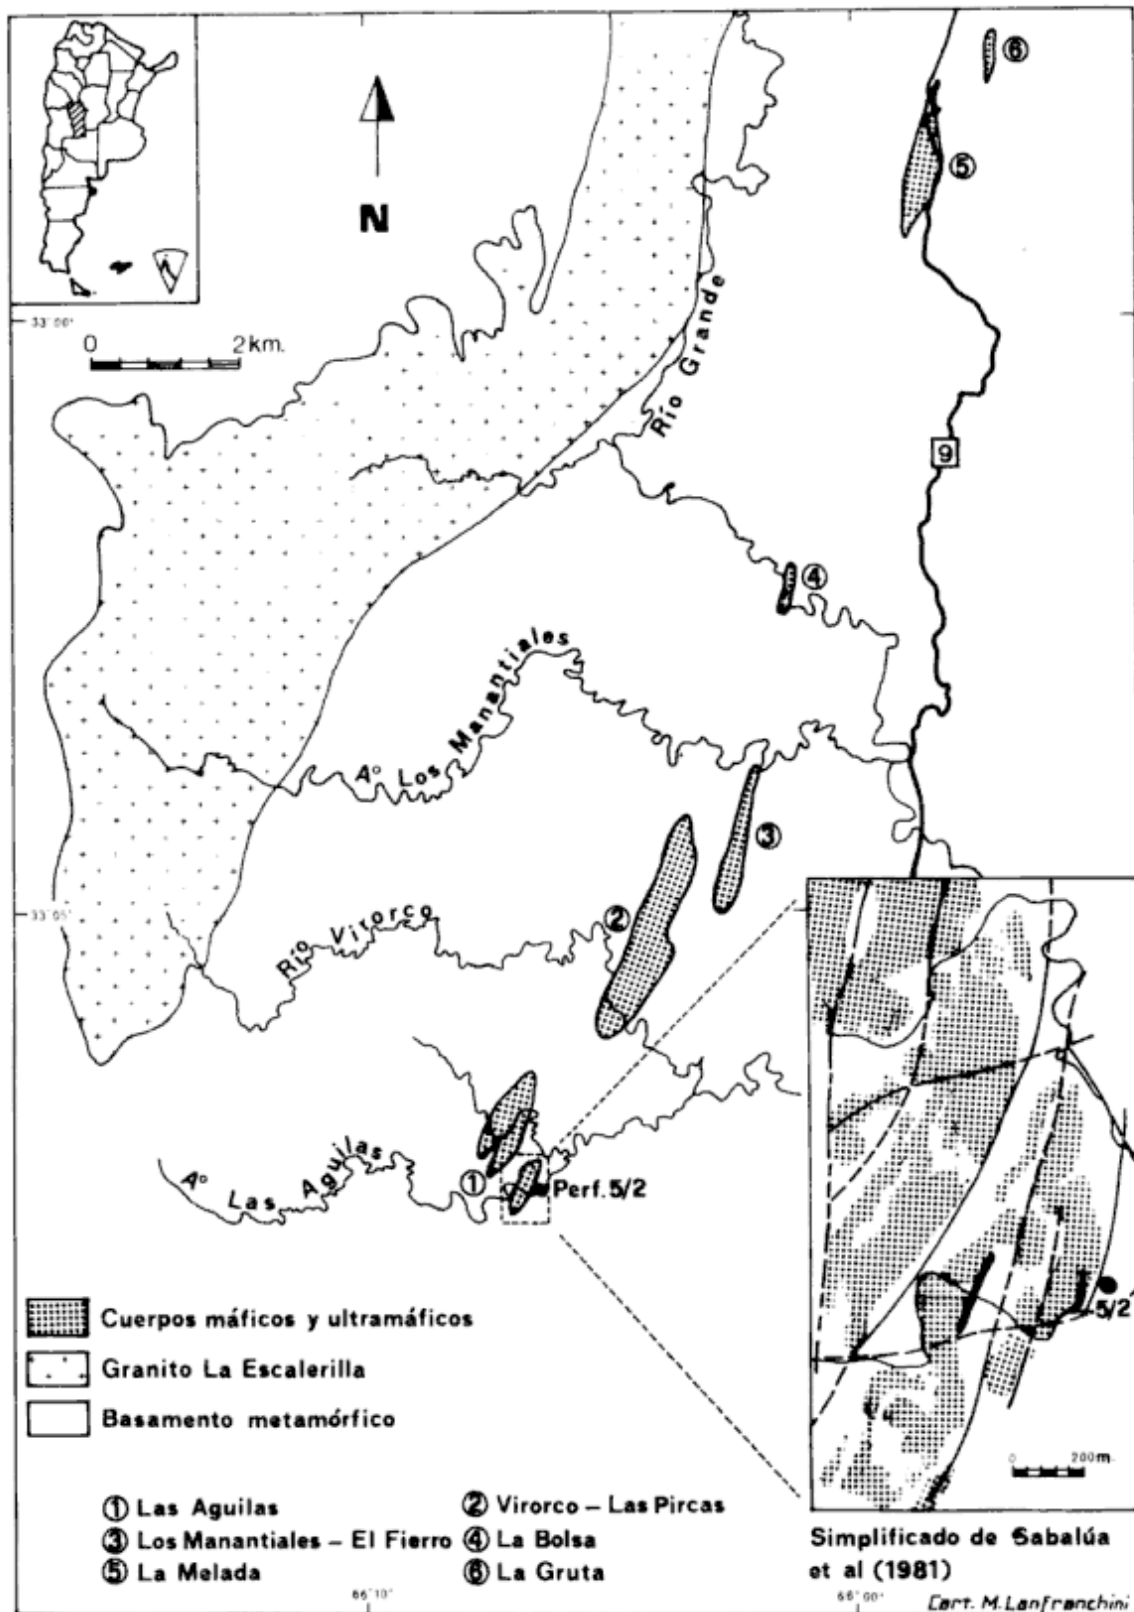 6
5
N
33°00'
0 2 km.
Río Grande
9
4
A° Los Manantiales
3
2
33°05'
Río Virorco
A° Las Aguilas
1
Perf. 5/2
5/2
0 200m.
Cuerpos máficos y ultramáficos
Granito La Escalerilla
Basamento metamórfico
1 Las Aguilas
2 Virorco – Las Pircas
3 Los Manantiales – El Fierro
4 La Bolsa
5 La Melada
6 La Gruta
Simplificado de Sabalúa
et al (1981)
66°10'
66°00'
Cart. M. Lanfranchini